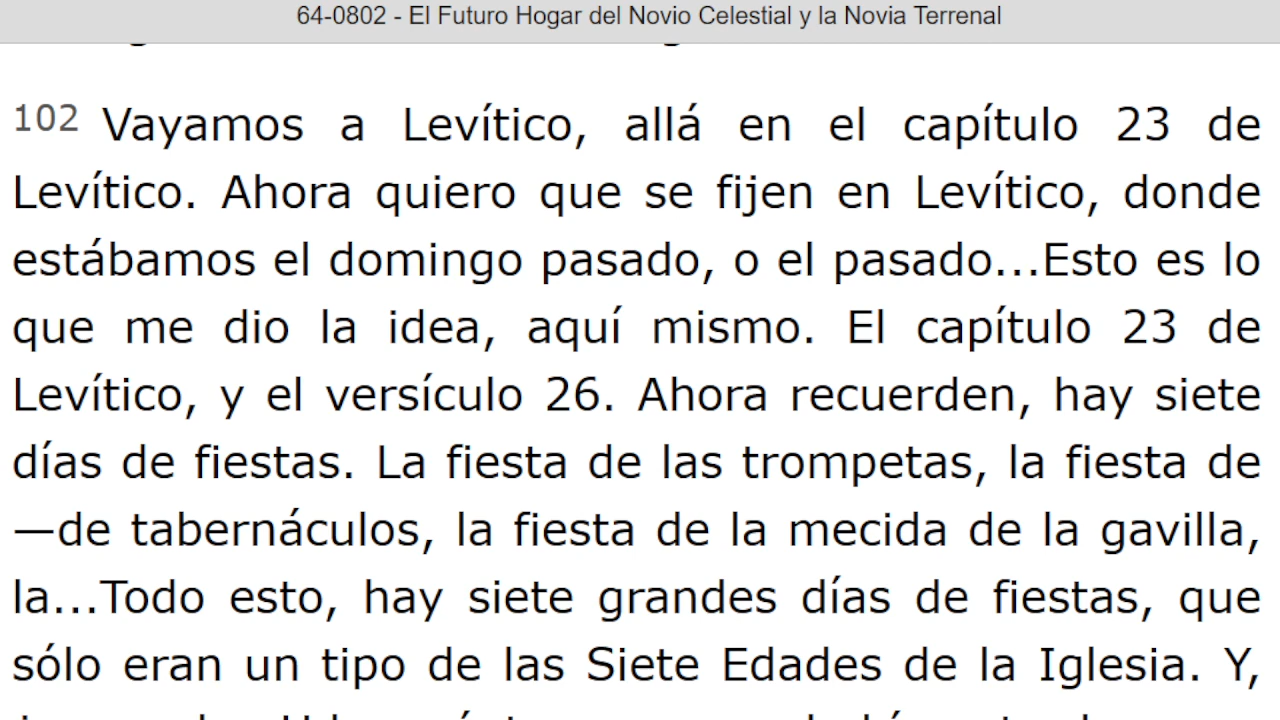 64-0802 - El Futuro Hogar del Novio Celestial y la Novia Terrenal
102 Vayamos a Levítico, allá en el capítulo 23 de
Levítico. Ahora quiero que se fijen en Levítico, donde
estábamos el domingo pasado, o el pasado...Esto es lo
que me dio la idea, aquí mismo. El capítulo 23 de
Levítico, y el versículo 26. Ahora recuerden, hay siete
días de fiestas. La fiesta de las trompetas, la fiesta de
—de tabernáculos, la fiesta de la mecida de la gavilla,
la...Todo esto, hay siete grandes días de fiestas, que
sólo eran un tipo de las Siete Edades de la Iglesia. Y,